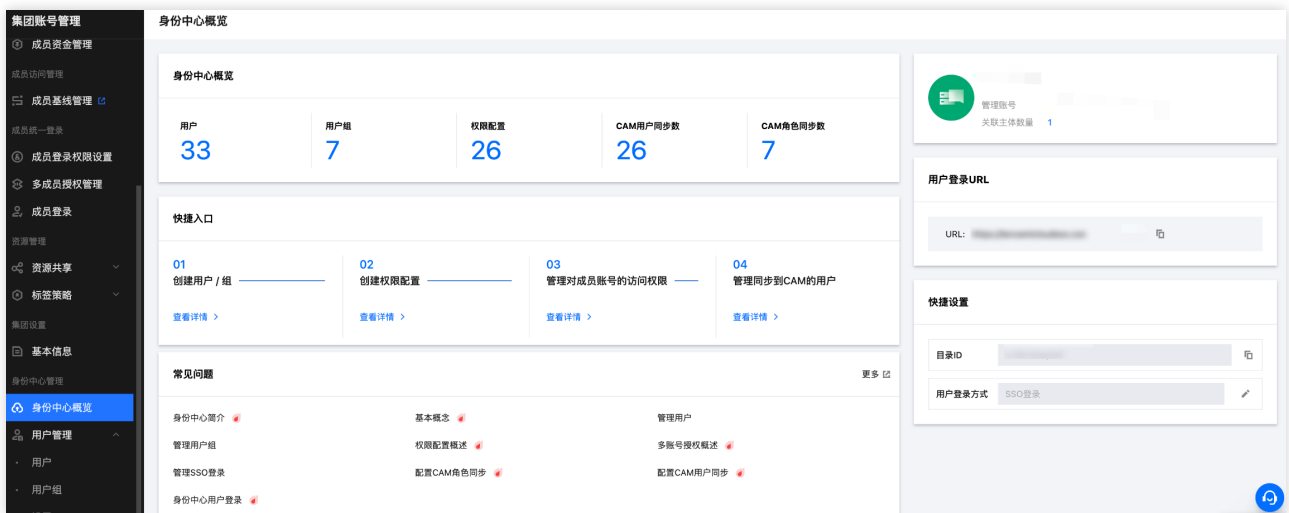 集团账号管理
成员资金管理
成员访问管理
成员基线管理
成员统一登录
成员登录权限设置
多成员授权管理
成员登录
资源管理
资源共享
标签策略
集团设置
基本信息
身份中心管理
身份中心概览
用户管理
用户
用户组
身份中心概览
身份中心概览
用户 用户组 权限配置 CAM用户同步数 CAM角色同步数
33 7 26 26 7
快捷入口
01 02 03 04
创建用户 / 组 创建权限配置 管理对成员账号的访问权限 管理同步到CAM的用户
查看详情 > 查看详情 > 查看详情 > 查看详情 >
常见问题 更多
身份中心简介 基本概念 管理用户
管理用户组 权限配置概述 多账号授权概述
管理SSO登录 配置CAM角色同步 配置CAM用户同步
身份中心用户登录
管理账号
关联主体数量 1
用户登录URL
URL:
快捷设置
目录ID
用户登录方式 SSO登录